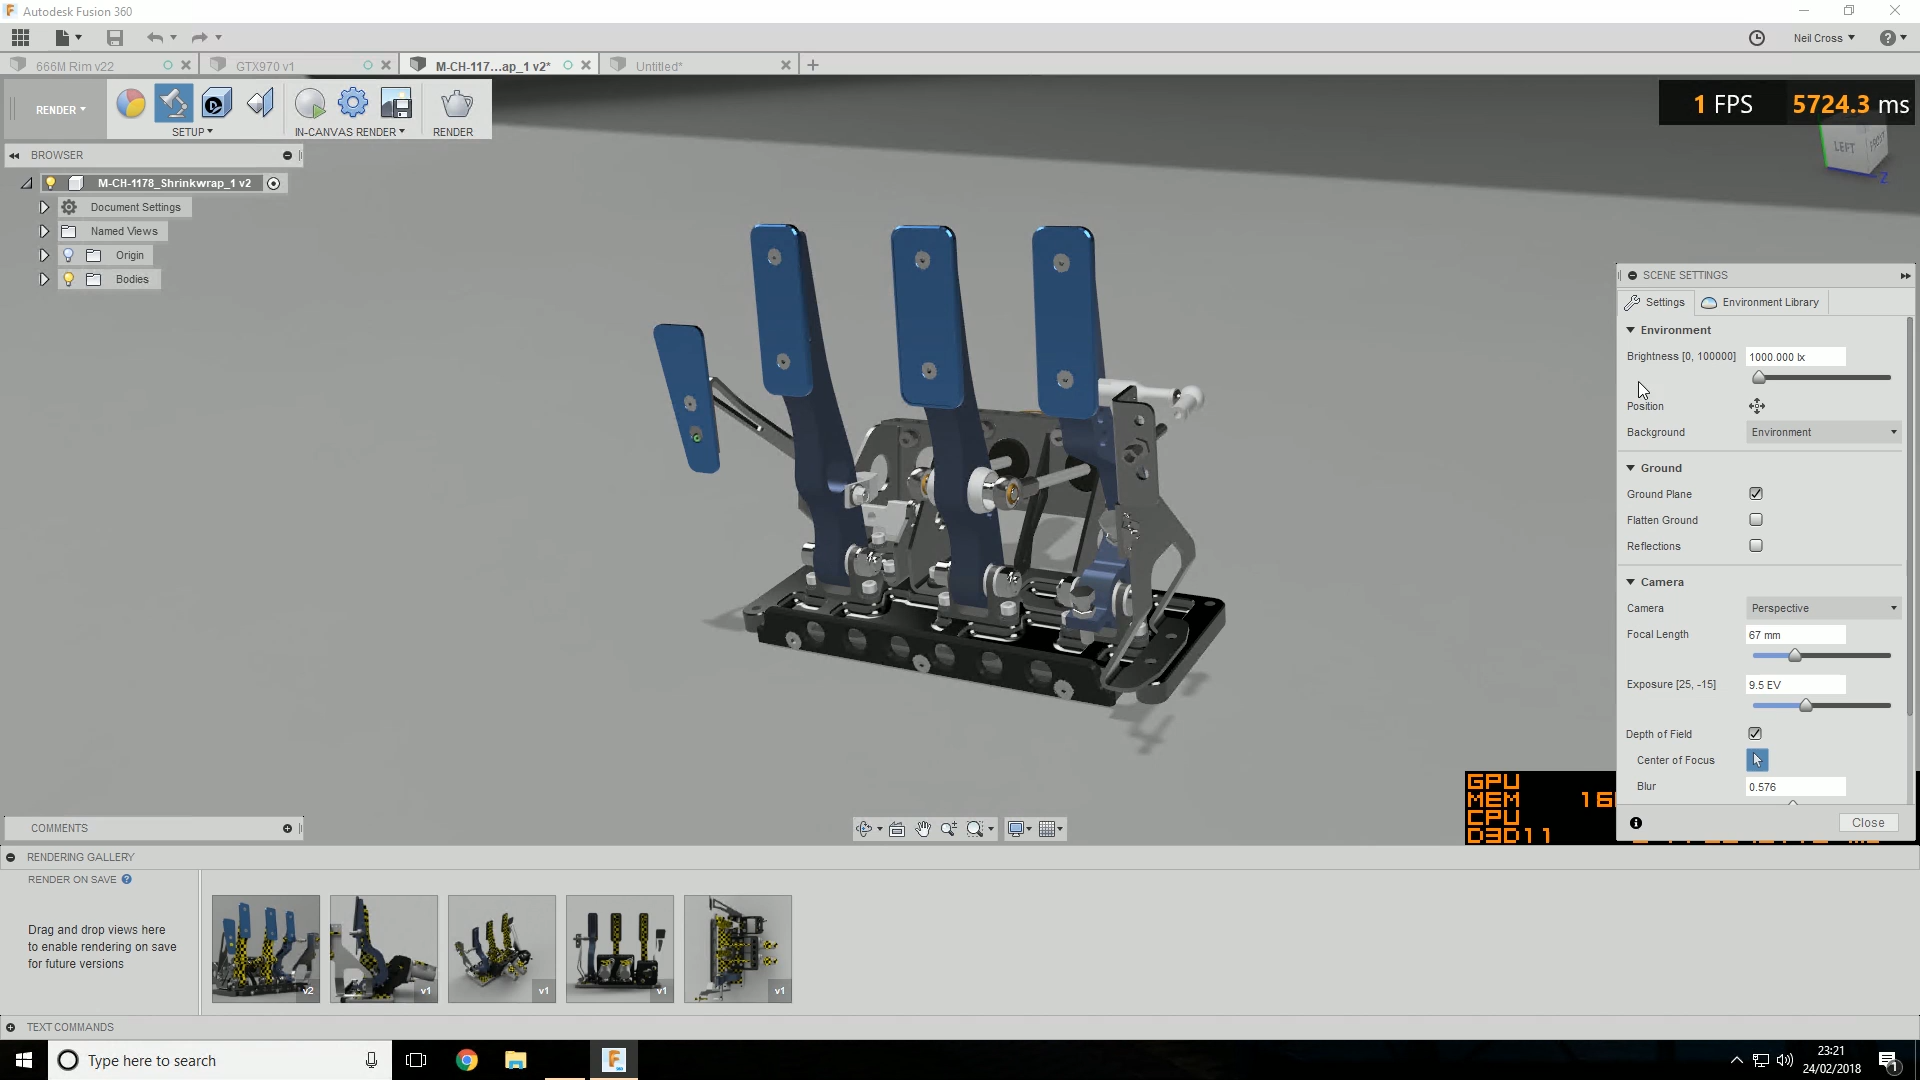 Autodesk Fusion 360
Neil Cross
666M Rim v22
GTX970 v1
M-CH-117...ap_1 v2*
Untitled*
RENDER
SETUP
IN-CANVAS RENDER
RENDER
1 FPS 5724.3 ms
LEFT
FRONT
Z
BROWSER
M-CH-1178_Shrinkwrap_1 v2
Document Settings
Named Views
Origin
Bodies
SCENE SETTINGS
Settings
Environment Library
Environment
Brightness [0, 100000] 1000.000 lx
Position
Background Environment
Ground
Ground Plane
Flatten Ground
Reflections
Camera
Camera Perspective
Focal Length 67 mm
Exposure [25, -15] 9.5 EV
Depth of Field
Center of Focus
Blur 0.576
Close
GPU
MEM
CPU
D3D11
COMMENTS
RENDERING GALLERY
RENDER ON SAVE
Drag and drop views here
to enable rendering on save
for future versions
v2
v1
v1
v1
v1
TEXT COMMANDS
Type here to search
23:21
24/02/2018
1